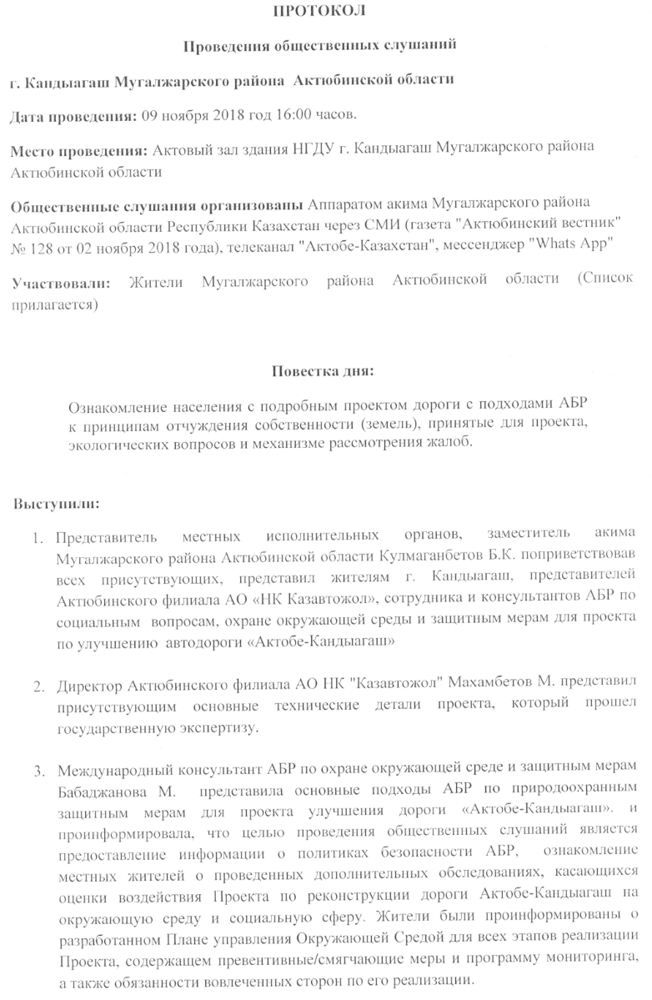 ПРОТОКОЛ
Проведения общественных слушаний
г. Кандыагаш Мугалжарского района  Актюбинской области
Дата проведения: 09 ноября 2018 год 16:00 часов.
Место проведения: Актовый зал здания НГДУ г. Кандыагаш Мугалжарского района
Актюбинской области
Общественные слушания организованы Аппаратом акима Мугалжарского района
Актюбинской области Республики Казахстан через СМИ (газета "Актюбинский вестник"
№ 128 от 02 ноября 2018 года), телеканал "Актобе-Казахстан", мессенджер "Whats App"
Участвовали: Жители Мугалжарского района Актюбинской области (Список
прилагается)
Повестка дня:
Ознакомление населения с подробным проектом дороги с подходами АБР
к принципам отчуждения собственности (земель), принятые для проекта,
экологических вопросов и механизме рассмотрения жалоб.
Выступили:
1. Представитель местных исполнительных органов, заместитель акима
Мугалжарского района Актюбинской области Кулмаганбетов Б.К. поприветствовав
всех присутствующих, представил жителям г. Кандыагаш, представителей
Актюбинского филиала АО «НК Казавтожол», сотрудника и консультантов АБР по
социальным  вопросам, охране окружающей среды и защитным мерам для проекта
по улучшению  автодороги «Актобе-Кандыагаш»
2. Директор Актюбинского филиала АО НК "Казавтожол" Махамбетов М. представил
присутствующим основные технические детали проекта, который прошел
государственную экспертизу.
3. Международный консультант АБР по охране окружающей среде и защитным мерам
Бабаджанова М.  представила основные подходы АБР по природоохранным
защитным мерам для проекта улучшения дороги «Актобе-Кандыагаш». и
проинформировала, что целью проведения общественных слушаний является
предоставление информации о политиках безопасности АБР,  ознакомление
местных жителей о проведенных дополнительных обследованиях, касающихся
оценки воздействия Проекта по реконструкции дороги Актобе-Кандыагаш на
окружающую среду и социальную сферу. Жители были проинформированы о
разработанном Плане управления Окружающей Средой для всех этапов реализации
Проекта, содержащем превентивные/смягчающие меры и программу мониторинга,
а также обязанности вовлеченных сторон по его реализации.